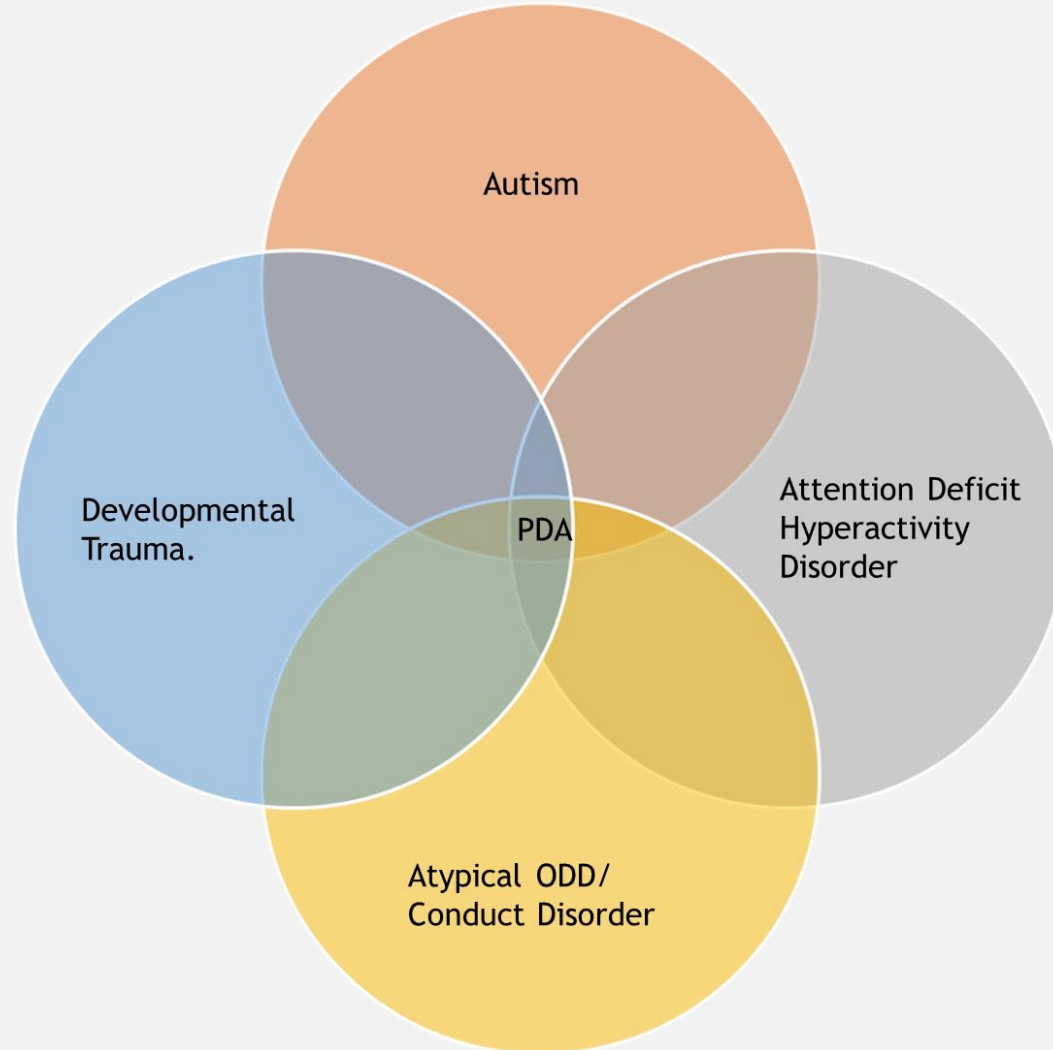 Autism
Developmental
Trauma.
PDA
Attention Deficit
Hyperactivity
Disorder
Atypical ODD/
Conduct Disorder